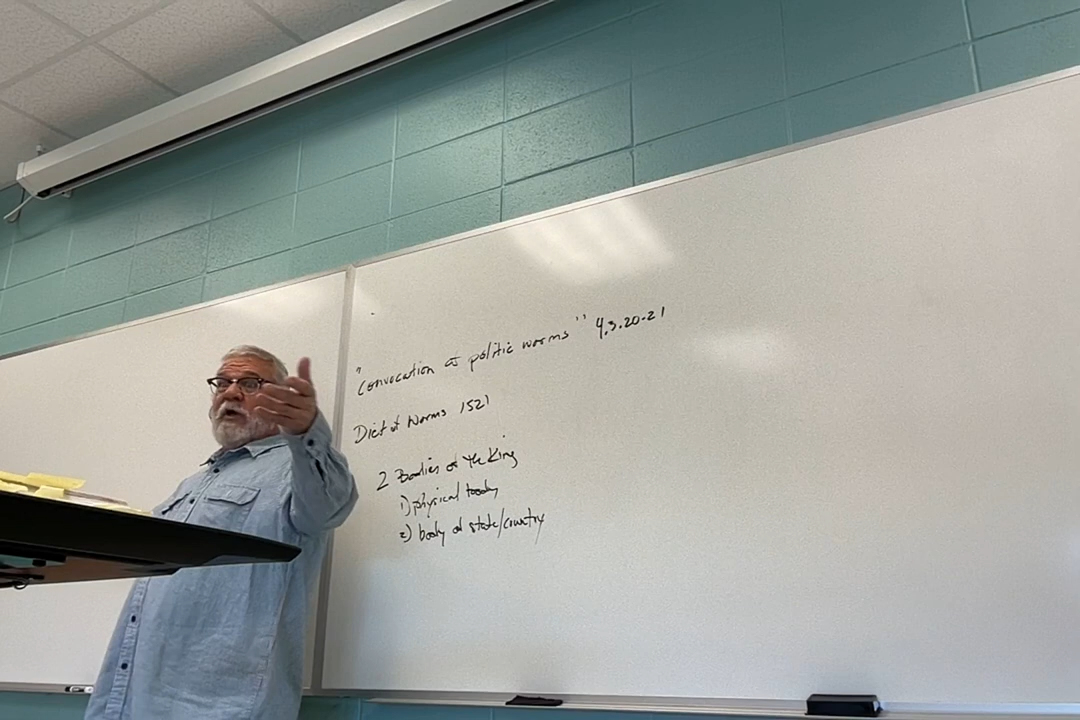 "convocation of politic worms" 4.3.20-21
Diet of Worms 1521
2 Bodies of the King
1) physical body
2) body of state/country